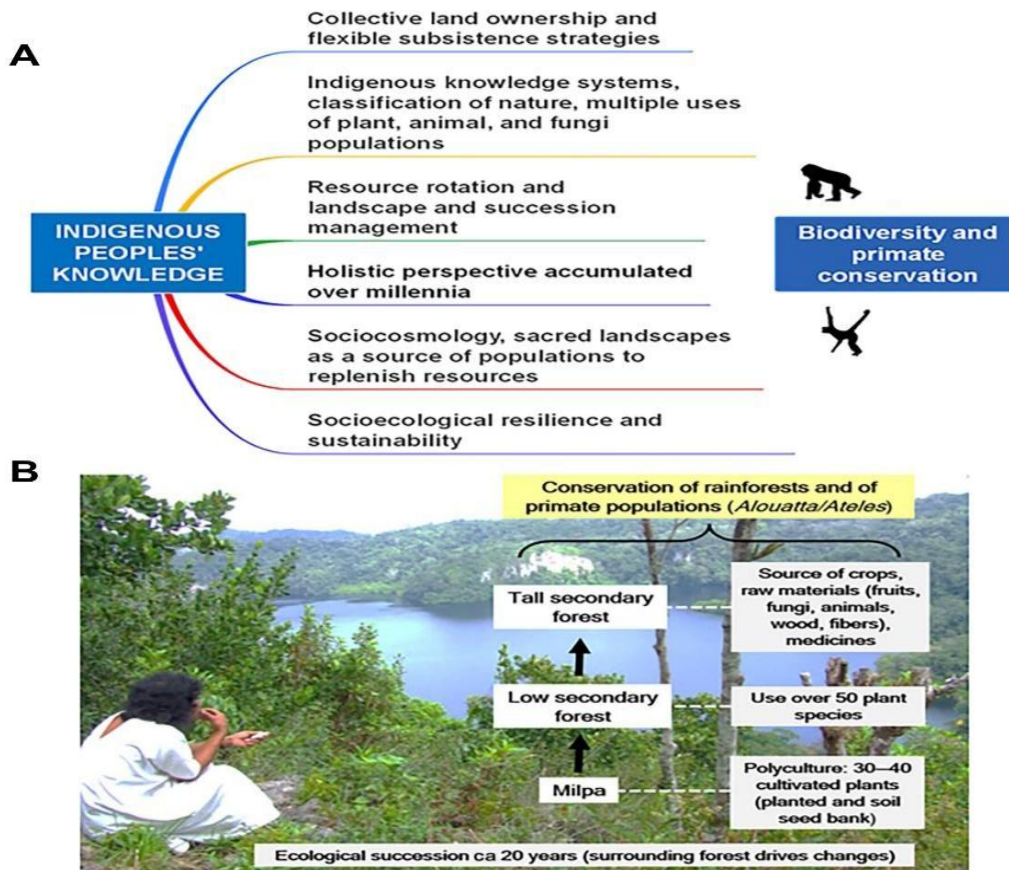 A
Collective land ownership and
flexible subsistence strategies
Indigenous knowledge systems,
classification of nature, multiple uses
of plant, animal, and fungi
populations
Resource rotation and
landscape and succession
management
INDIGENOUS
PEOPLES'
KNOWLEDGE
Holistic perspective accumulated
over millennia
Sociocosmology, sacred landscapes
as a source of populations to
replenish resources
Socioecological resilience and
sustainability
Biodiversity and
primate
conservation
B
Conservation of rainforests and of
primate populations (Alouatta/Ateles)
Tall secondary
forest
Source of crops,
raw materials (fruits,
fungi, animals,
wood, fibers),
medicines
Low secondary
forest
Use over 50 plant
species
Milpa
Polyculture: 30–40
cultivated plants
(planted and soil
seed bank)
Ecological succession ca 20 years (surrounding forest drives changes)